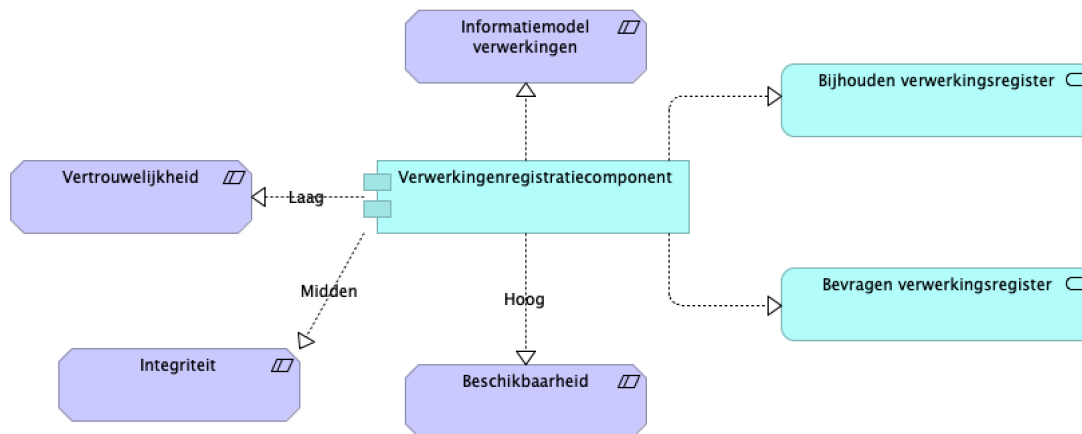 Informatiemodel
verwerkingen
Bijhouden verwerkingsregister
Vertrouwelijkheid
Laag
Verwerkingenregistratiecomponent
Midden
Hoog
Bevragen verwerkingsregister
Integriteit
Beschikbaarheid